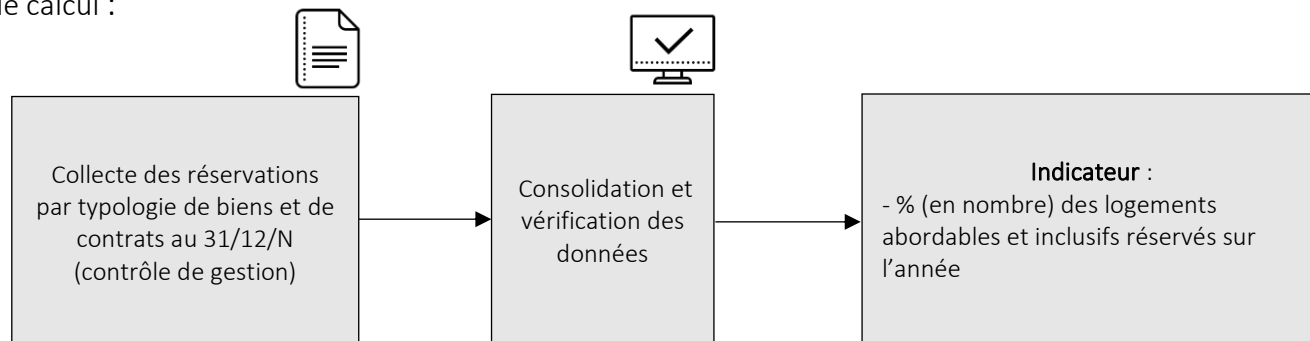 de calcul :
Collecte des réservations
par typologie de biens et de
contrats au 31/12/N
(contrôle de gestion)
Consolidation et
vérification des
données
Indicateur :
- % (en nombre) des logements
abordables et inclusifs réservés sur
l'année